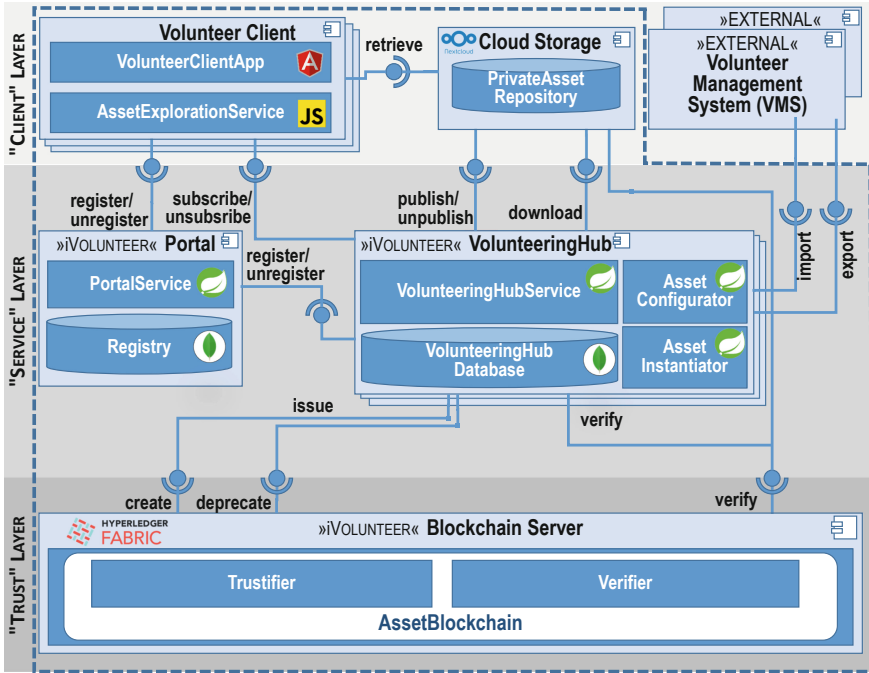 "CLIENT" LAYER
Volunteer Client
VolunteerClientApp
AssetExplorationService
JS
retrieve
nextcloud
Cloud Storage
PrivateAsset
Repository
»EXTERNAL«
»EXTERNAL«
Volunteer
Management
System (VMS)
"SERVICE" LAYER
register/
unregister
subscribe/
unsubsribe
publish/
unpublish
download
import
export
»iVOLUNTEER« Portal
PortalService
Registry
register/
unregister
»iVOLUNTEER« VolunteeringHub
VolunteeringHubService
VolunteeringHub
Database
Asset
Configurator
Asset
Instantiator
issue
verify
"TRUST" LAYER
create
deprecate
verify
HYPERLEDGER
FABRIC
»iVOLUNTEER« Blockchain Server
Trustifier
Verifier
AssetBlockchain